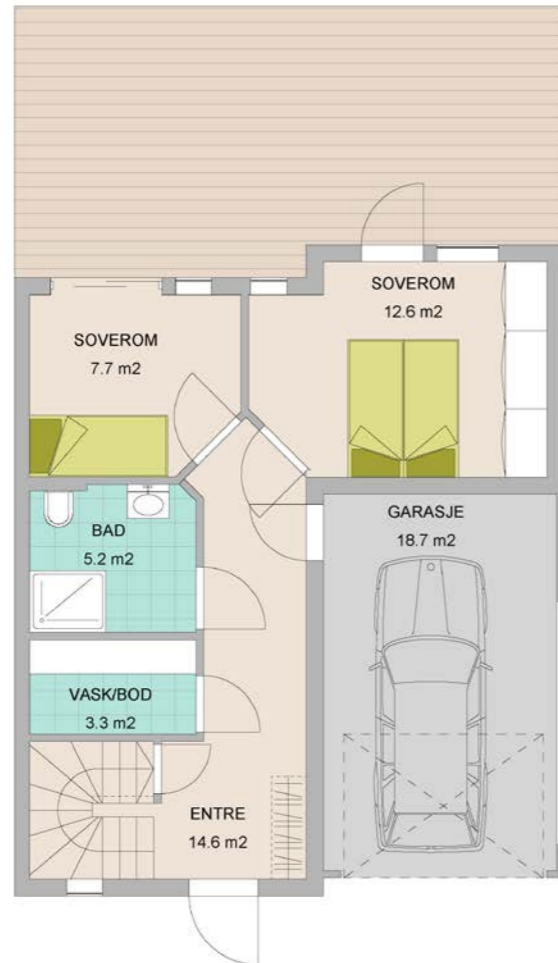 SOVEROM
12.6 m2
SOVEROM
7.7 m2
GARASJE
18.7 m2
BAD
5.2 m2
VASK/BOD
3.3 m2
ENTRE
14.6 m2